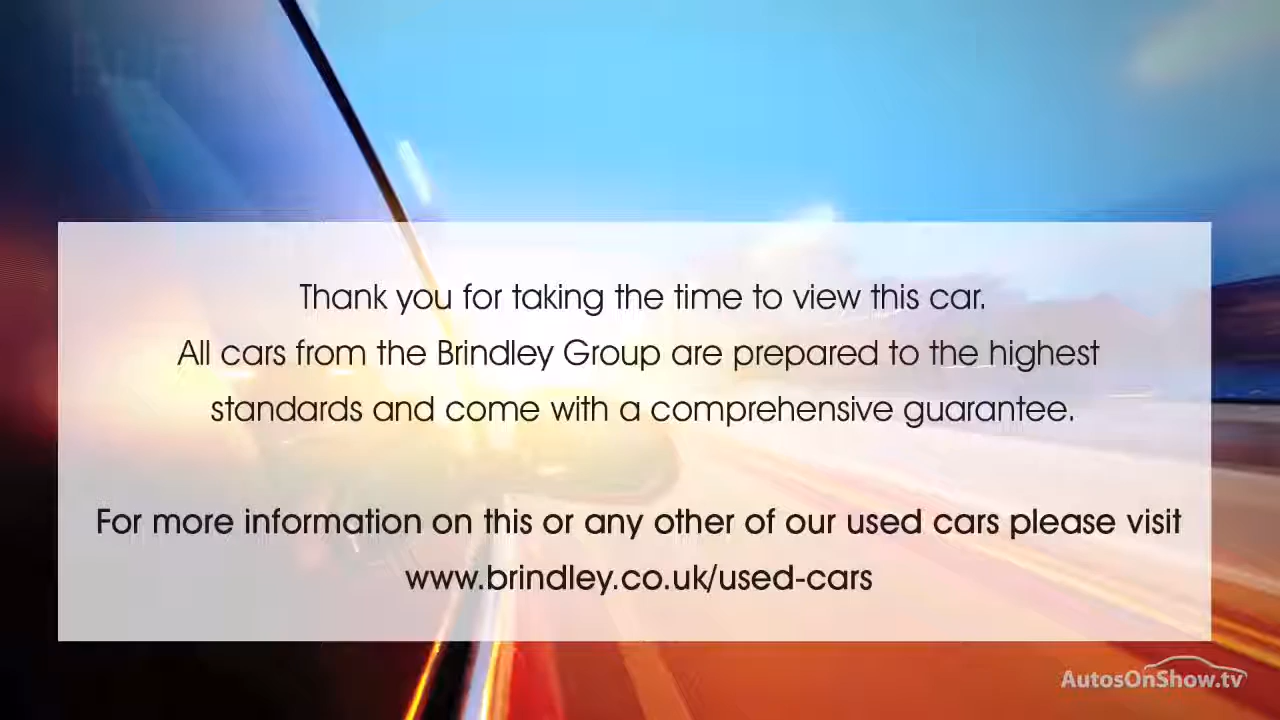 Thank you for taking the time to view this car.
All cars from the Brindley Group are prepared to the highest
standards and come with a comprehensive guarantee.
For more information on this or any other of our used cars please visit
www.brindley.co.uk/used-cars
AutosOnShow.tv